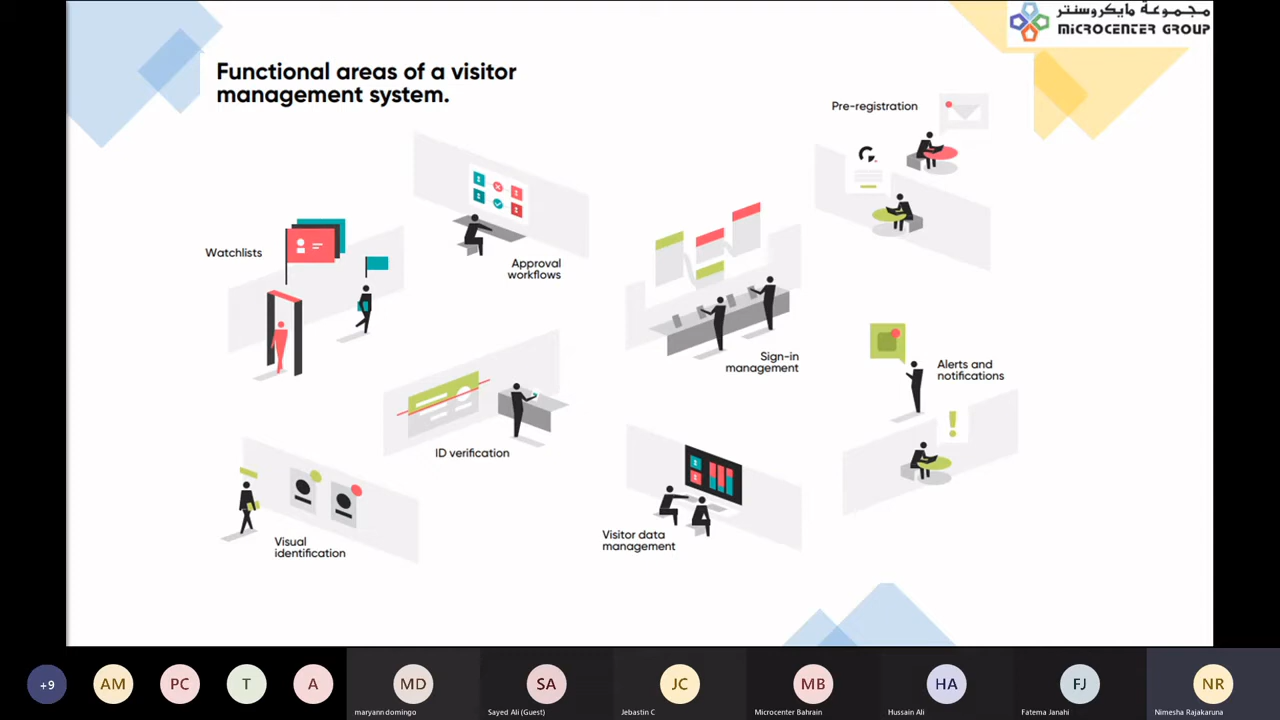 مجموعة مايكروسنتر
MICROCENTER GROUP
Functional areas of a visitor
management system.
Pre-registration
Watchlists
Approval
workflows
Sign-in
management
Alerts and
notifications
ID verification
Visitor data
management
Visual
identification
+9
AM
PC
T
A
MD
SA
JC
MB
HA
FJ
NR
maryann domingo
Sayed Ali (Guest)
Jebastin C
Microcenter Bahrain
Hussain Ali
Fatema Janahi
Nimesha Rajakaruna